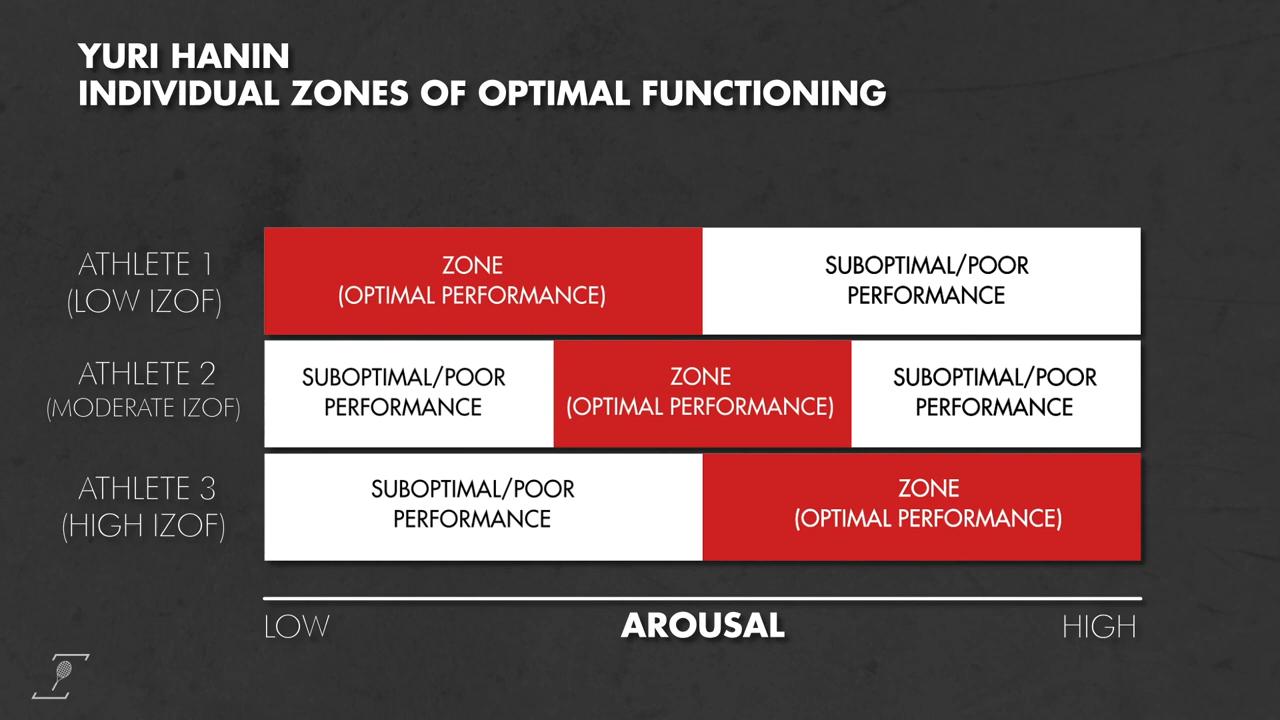 YURI HANIN
INDIVIDUAL ZONES OF OPTIMAL FUNCTIONING
ATHLETE 1
(LOW IZOF)
ZONE
(OPTIMAL PERFORMANCE)
SUBOPTIMAL/POOR
PERFORMANCE
ATHLETE 2
(MODERATE IZOF)
SUBOPTIMAL/POOR
PERFORMANCE
ZONE
(OPTIMAL PERFORMANCE)
SUBOPTIMAL/POOR
PERFORMANCE
ATHLETE 3
(HIGH IZOF)
SUBOPTIMAL/POOR
PERFORMANCE
ZONE
(OPTIMAL PERFORMANCE)
LOW
AROUSAL
HIGH